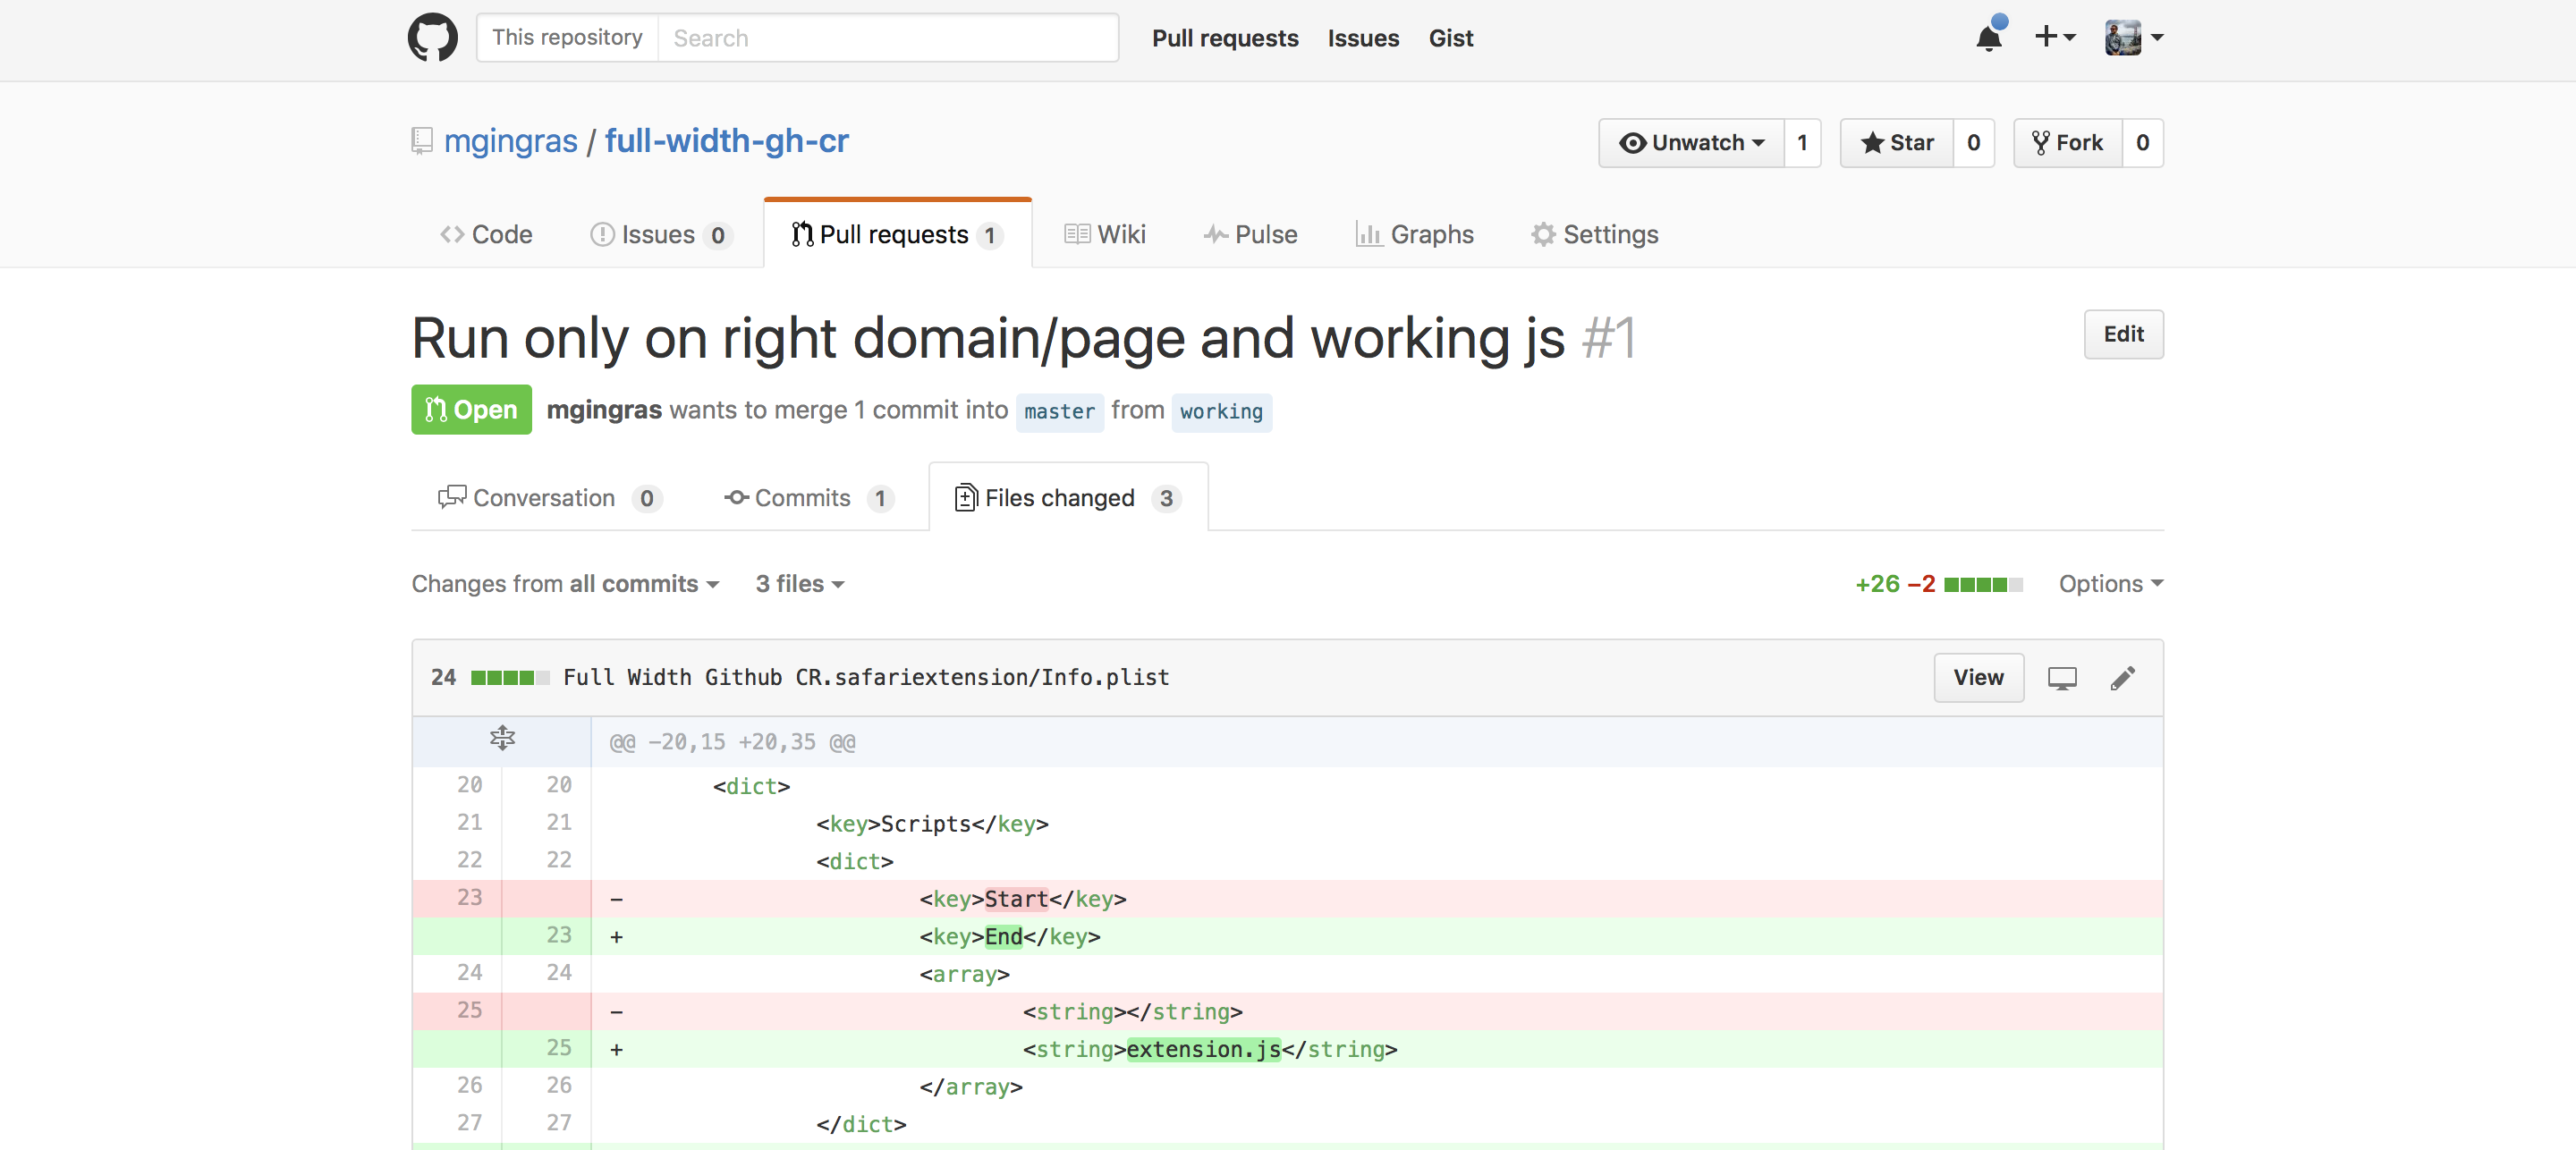 This repository Search Pull requests Issues Gist
mgingras / full-width-gh-cr Unwatch 1 Star 0 Fork 0
Code Issues 0 Pull requests 1 Wiki Pulse Graphs Settings
Run only on right domain/page and working js #1 Edit
Open mgingras wants to merge 1 commit into master from working
Conversation 0 Commits 1 Files changed 3
Changes from all commits 3 files +26 −2 Options
24 Full Width Github CR.safariextension/Info.plist View
@@ -20,15 +20,35 @@
20 20 <dict>
21 21 <key>Scripts</key>
22 22 <dict>
23 - <key>Start</key>
23 + <key>End</key>
24 24 <array>
25 - <string></string>
25 + <string>extension.js</string>
26 26 </array>
27 27 </dict>